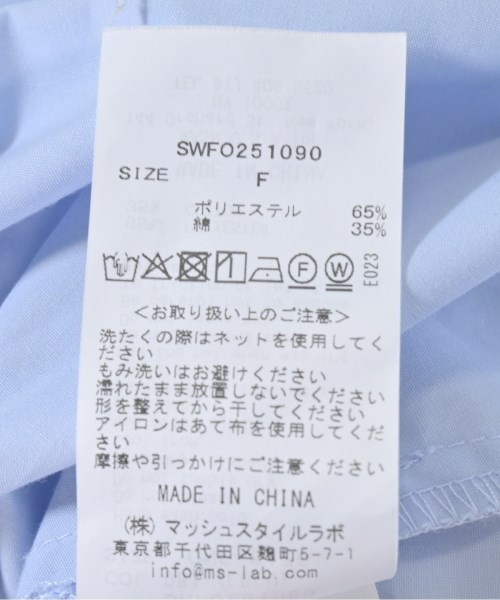 SWFO251090
SIZE F
ポリエステル 65%
綿 35%
F W E023
＜お取り扱い上のご注意＞
洗たくの際はネットを使用してく
ださい
もみ洗いはお避けください
濡れたまま放置しないでください
形を整えてから干してください
アイロンはあて布を使用してくだ
さい
摩擦や引っかけにご注意ください
MADE IN CHINA
(株) マッシュスタイルラボ
東京都千代田区麹町5-7-1
info@ms-lab.com